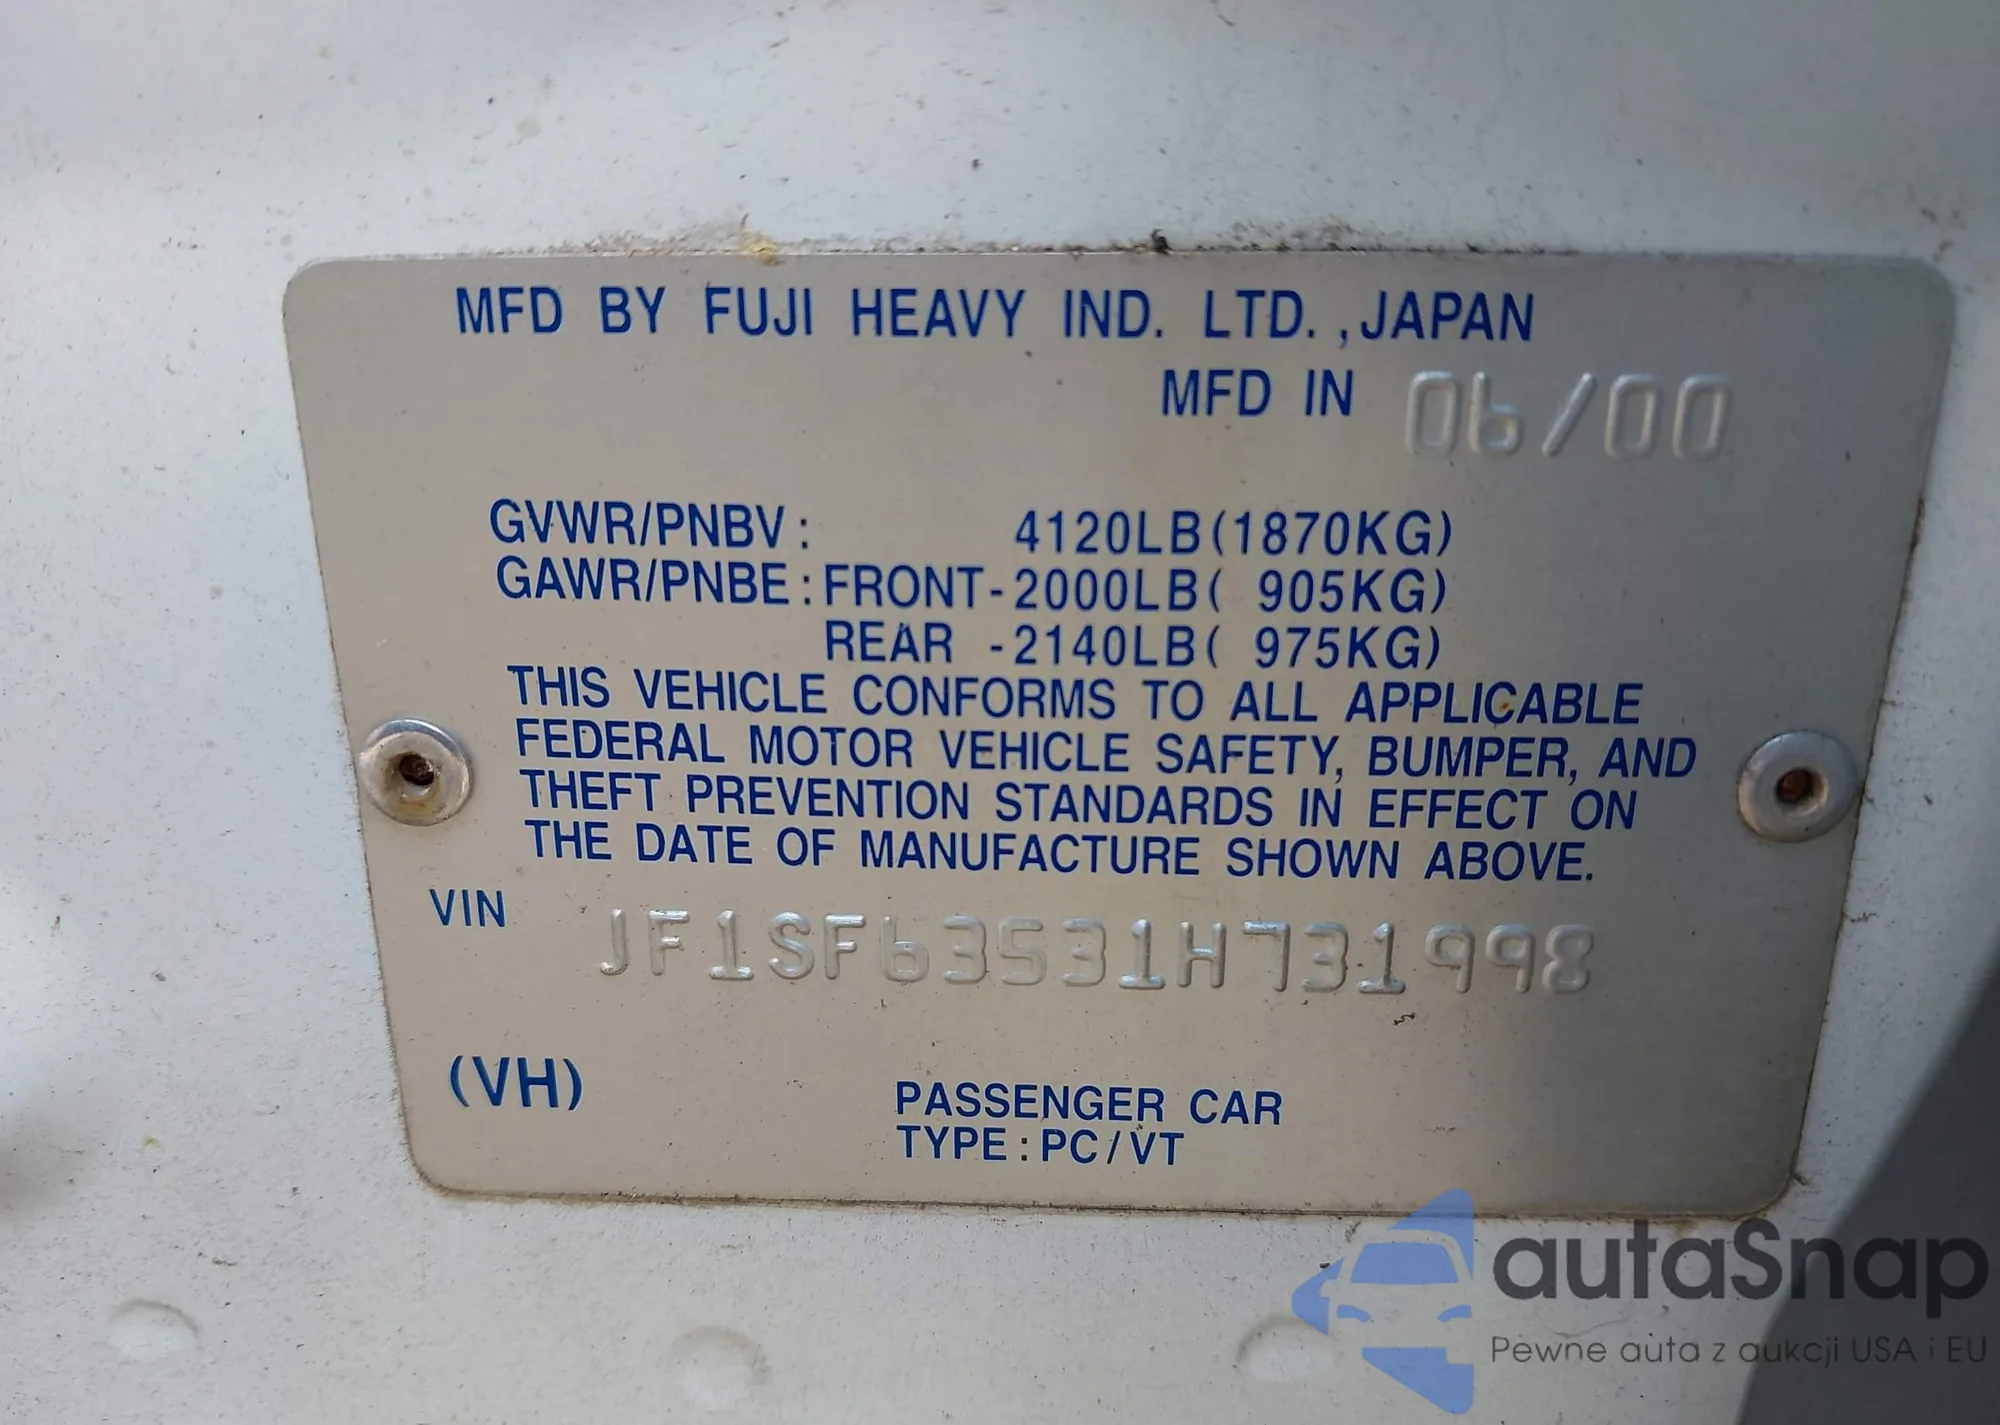 MFD BY FUJI HEAVY IND. LTD.,JAPAN
MFD IN 06/00
GVWR/PNBV: 4120LB(1870KG)
GAWR/PNBE:FRONT-2000LB( 905KG)
REAR -2140LB( 975KG)
THIS VEHICLE CONFORMS TO ALL APPLICABLE
FEDERAL MOTOR VEHICLE SAFETY, BUMPER, AND
THEFT PREVENTION STANDARDS IN EFFECT ON
THE DATE OF MANUFACTURE SHOWN ABOVE.
VIN JF1SF63531H731998
(VH)
PASSENGER CAR
TYPE:PC/VT
autaSnap
Pewne auta z aukcji USA i EU